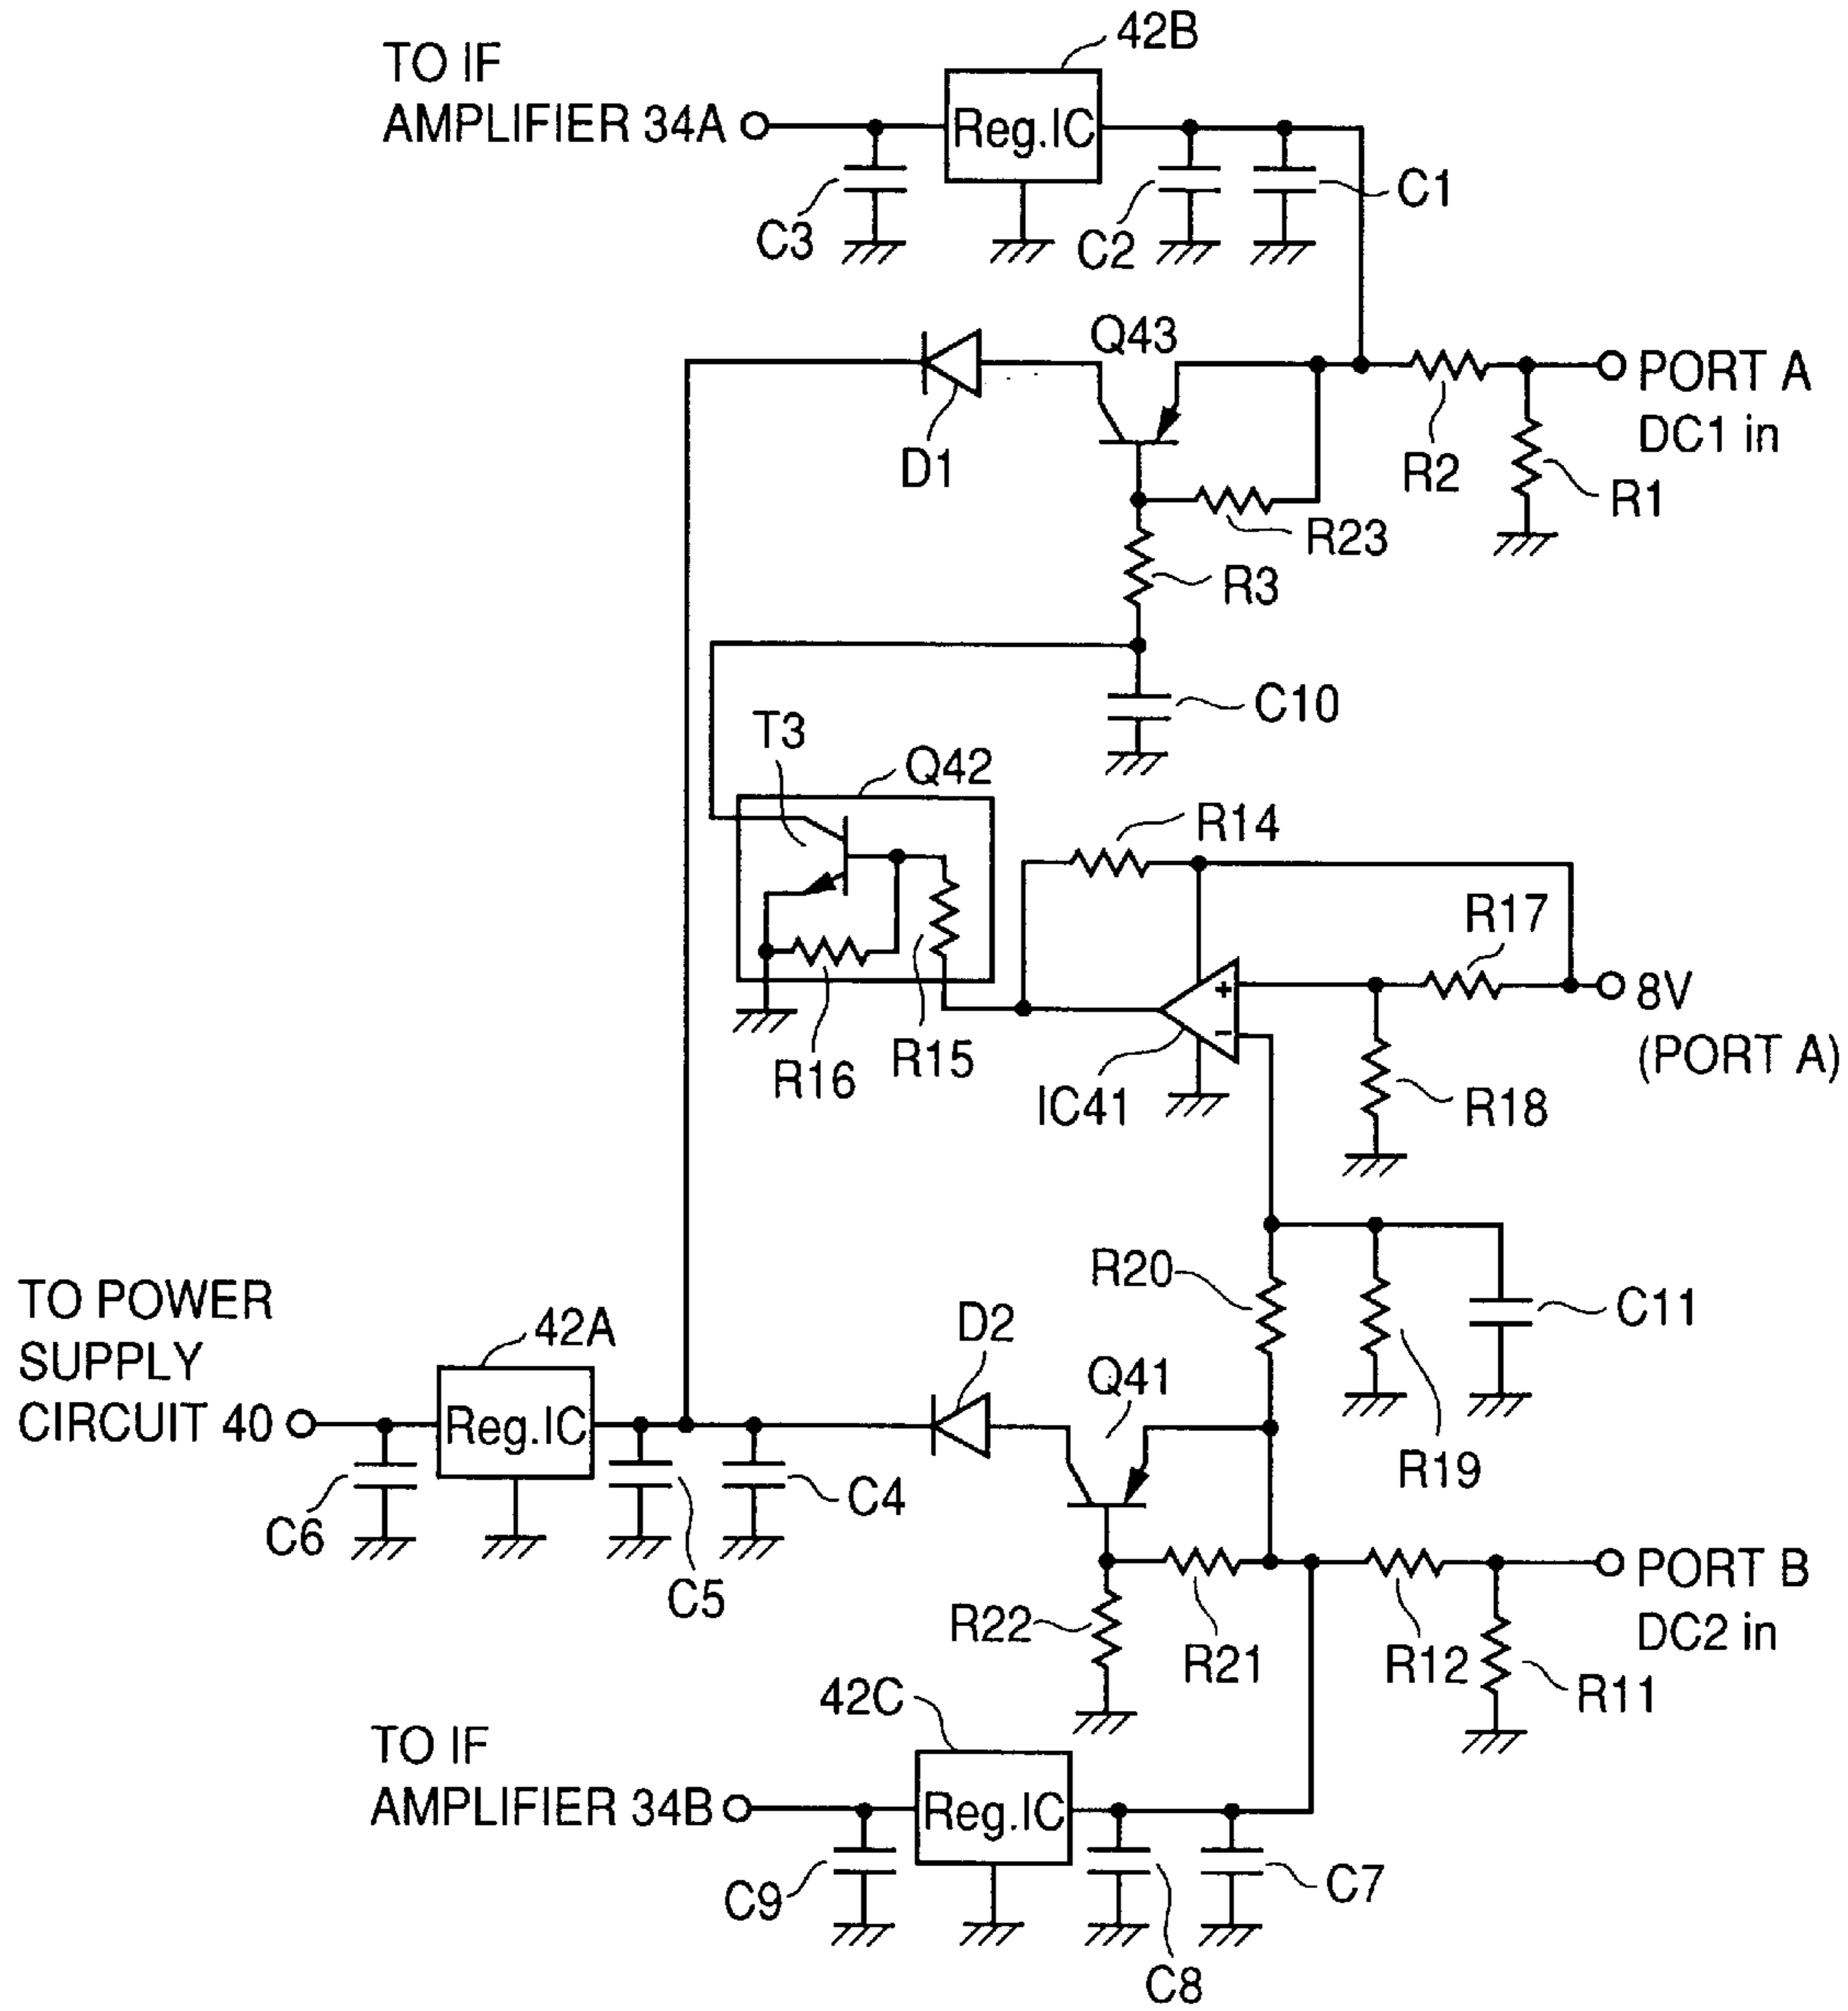 42B
TO IF
AMPLIFIER 34A
Reg.IC
C3
C2
C1
Q43
PORT A
DC1 in
D1
R2
R1
R23
R3
C10
T3
Q42
R14
R17
+
8V
(PORT A)
−
R16
R15
IC41
R18
R20
C11
TO POWER
SUPPLY
CIRCUIT 40
42A
D2
Q41
Reg.IC
R19
C6
C4
C5
PORT B
DC2 in
R22
R21
R12
R11
42C
TO IF
AMPLIFIER 34B
Reg.IC
C9
C7
C8